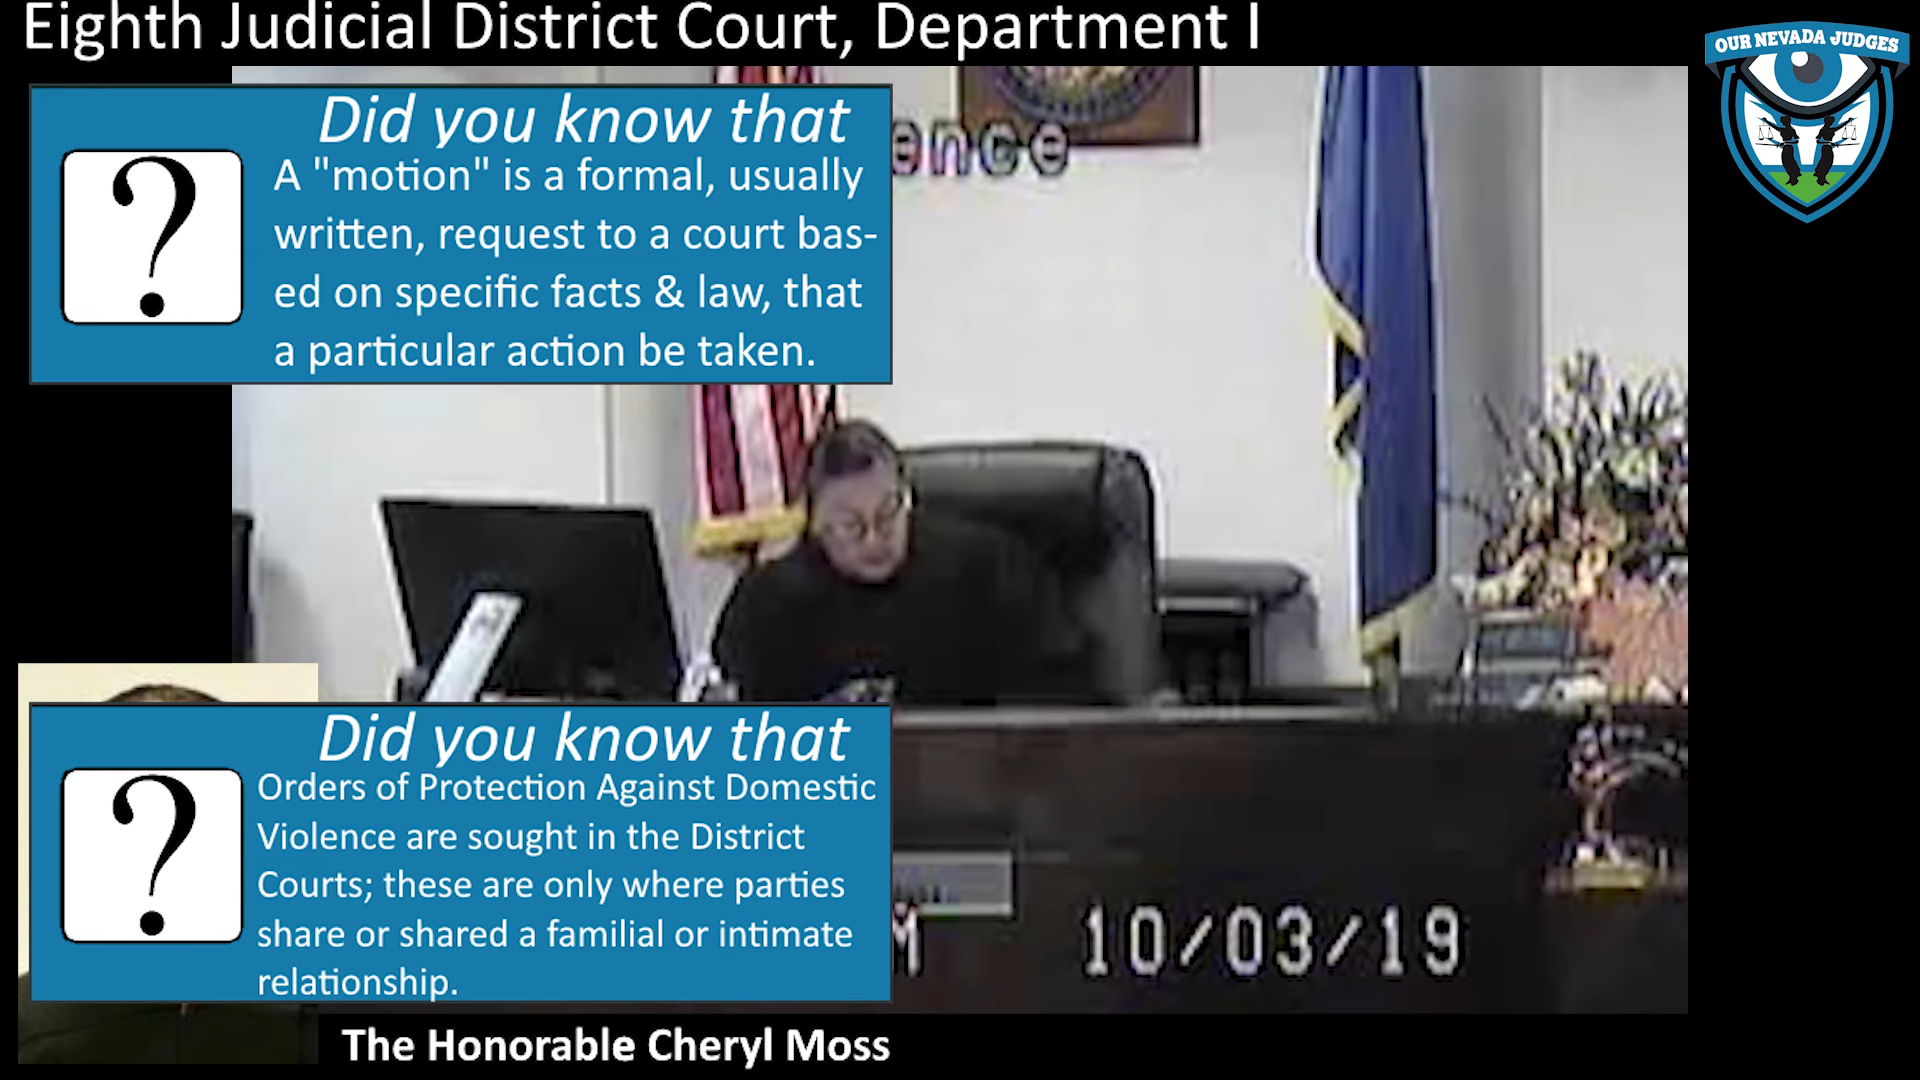 Eighth Judicial District Court, Department I
OUR NEVADA JUDGES
Did you know that
?
A "motion" is a formal, usually
written, request to a court bas-
ed on specific facts & law, that
a particular action be taken.
ence
Did you know that
?
Orders of Protection Against Domestic
Violence are sought in the District
Courts; these are only where parties
share or shared a familial or intimate
relationship.
M 10/03/19
The Honorable Cheryl Moss